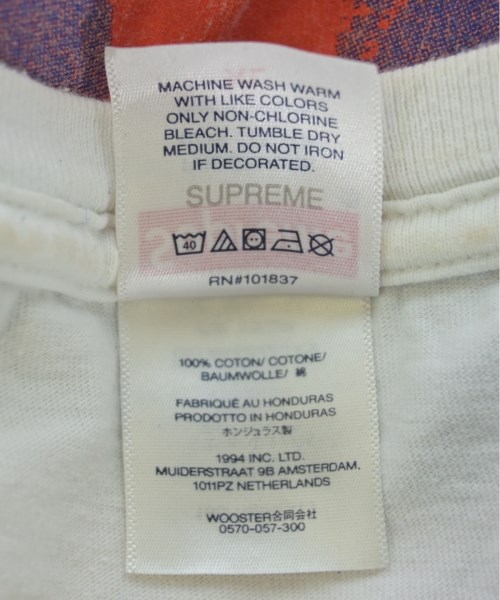 MACHINE WASH WARM
WITH LIKE COLORS
ONLY NON-CHLORINE
BLEACH. TUMBLE DRY
MEDIUM. DO NOT IRON
IF DECORATED.
SUPREME
40
RN#101837
100% COTON/ COTONE/
BAUMWOLLE/ 綿
FABRIQUÉ AU HONDURAS
PRODOTTO IN HONDURAS
ホンジュラス製
1994 INC. LTD.
MUIDERSTRAAT 9B AMSTERDAM.
1011PZ NETHERLANDS
WOOSTER合同会社
0570-057-300